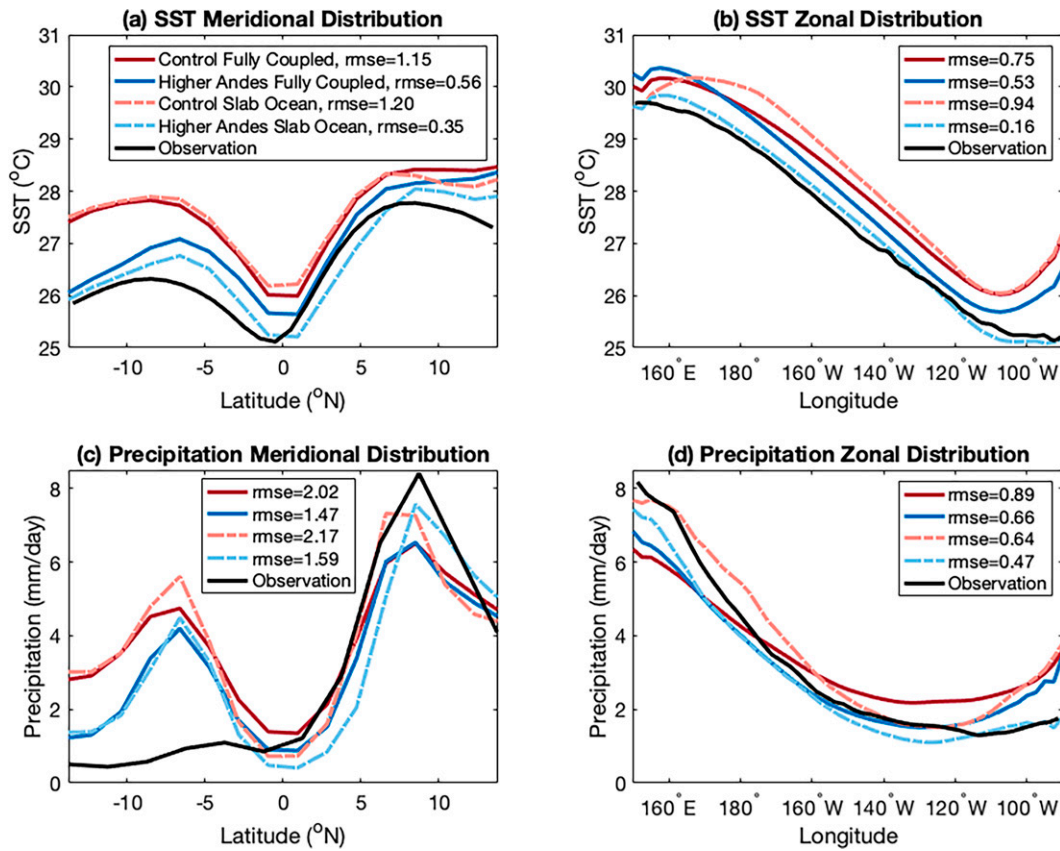 (a) SST Meridional Distribution
31
30
29
28
27
26
25
SST (°C)
Control Fully Coupled, rmse=1.15
Higher Andes Fully Coupled, rmse=0.56
Control Slab Ocean, rmse=1.20
Higher Andes Slab Ocean, rmse=0.35
Observation
-10 -5 0 5 10
Latitude (°N)
(b) SST Zonal Distribution
31
30
29
28
27
26
25
SST (°C)
rmse=0.75
rmse=0.53
rmse=0.94
rmse=0.16
Observation
160°E 180° 160°W 140°W 120°W 100°W
Longitude
(c) Precipitation Meridional Distribution
8
6
4
2
0
Precipitation (mm/day)
rmse=2.02
rmse=1.47
rmse=2.17
rmse=1.59
Observation
-10 -5 0 5 10
Latitude (°N)
(d) Precipitation Zonal Distribution
8
6
4
2
0
Precipitation (mm/day)
rmse=0.89
rmse=0.66
rmse=0.64
rmse=0.47
Observation
160°E 180° 160°W 140°W 120°W 100°W
Longitude